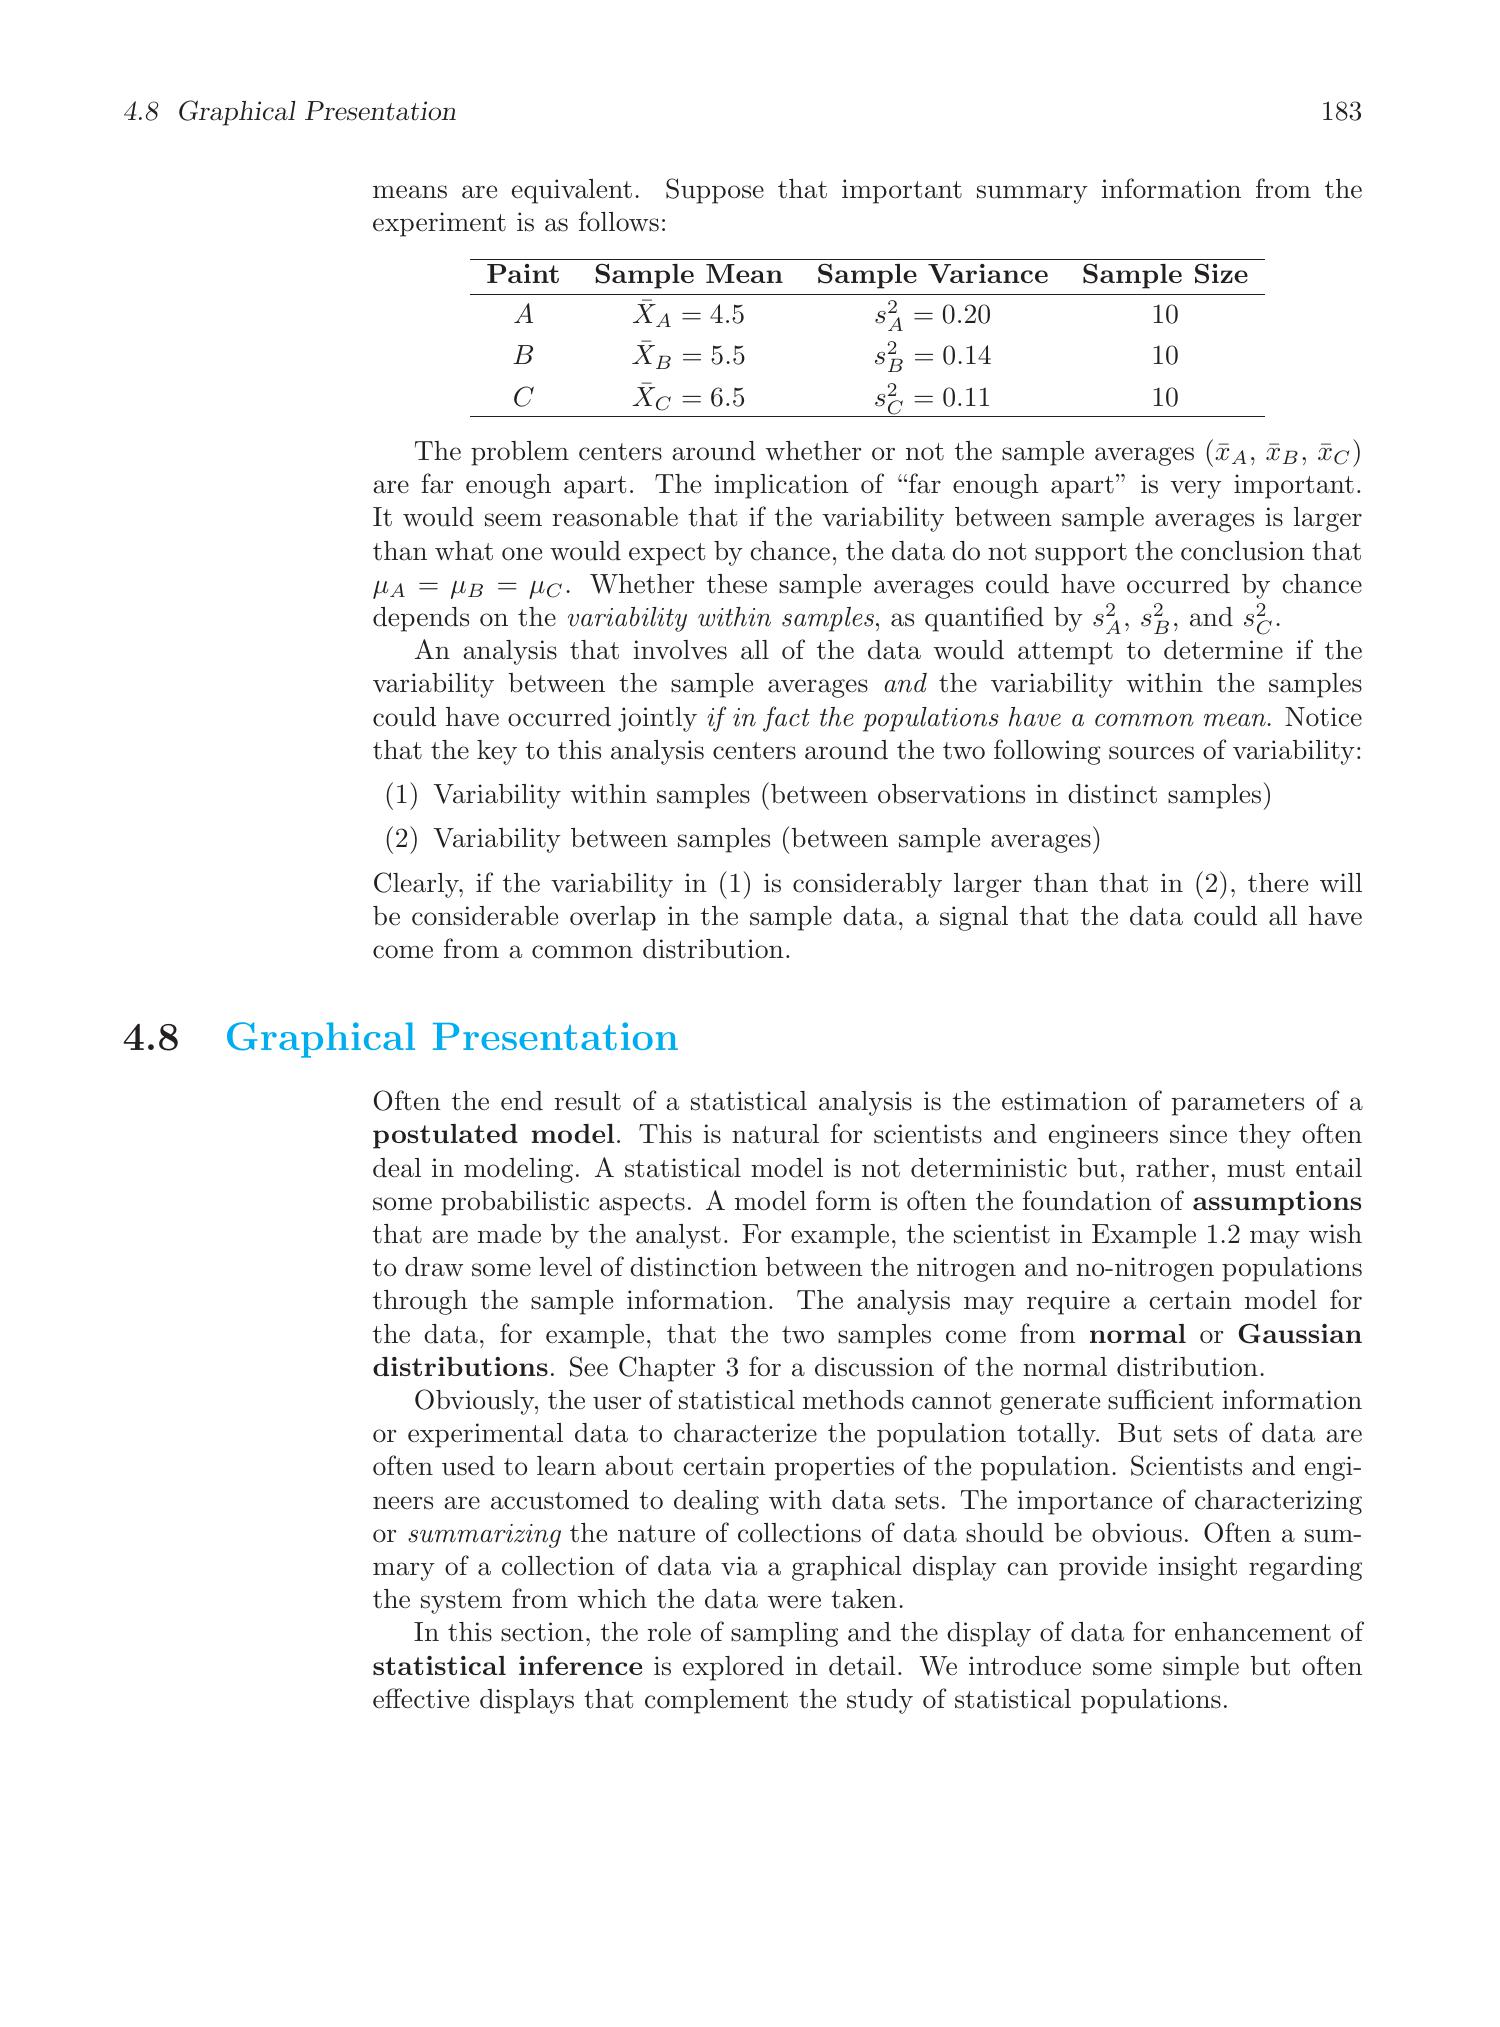 4.8 Graphical Presentation 183
means are equivalent. Suppose that important summary information from the
experiment is as follows:
Paint Sample Mean Sample Variance Sample Size
A X̄_A = 4.5 s²_A = 0.20 10
B X̄_B = 5.5 s²_B = 0.14 10
C X̄_C = 6.5 s²_C = 0.11 10
The problem centers around whether or not the sample averages (x̄_A, x̄_B, x̄_C)
are far enough apart. The implication of “far enough apart” is very important.
It would seem reasonable that if the variability between sample averages is larger
than what one would expect by chance, the data do not support the conclusion that
μ_A = μ_B = μ_C. Whether these sample averages could have occurred by chance
depends on the variability within samples, as quantified by s²_A, s²_B, and s²_C.
An analysis that involves all of the data would attempt to determine if the
variability between the sample averages and the variability within the samples
could have occurred jointly if in fact the populations have a common mean. Notice
that the key to this analysis centers around the two following sources of variability:
(1) Variability within samples (between observations in distinct samples)
(2) Variability between samples (between sample averages)
Clearly, if the variability in (1) is considerably larger than that in (2), there will
be considerable overlap in the sample data, a signal that the data could all have
come from a common distribution.
4.8 Graphical Presentation
Often the end result of a statistical analysis is the estimation of parameters of a
postulated model. This is natural for scientists and engineers since they often
deal in modeling. A statistical model is not deterministic but, rather, must entail
some probabilistic aspects. A model form is often the foundation of assumptions
that are made by the analyst. For example, the scientist in Example 1.2 may wish
to draw some level of distinction between the nitrogen and no-nitrogen populations
through the sample information. The analysis may require a certain model for
the data, for example, that the two samples come from normal or Gaussian
distributions. See Chapter 3 for a discussion of the normal distribution.
Obviously, the user of statistical methods cannot generate sufficient information
or experimental data to characterize the population totally. But sets of data are
often used to learn about certain properties of the population. Scientists and engi-
neers are accustomed to dealing with data sets. The importance of characterizing
or summarizing the nature of collections of data should be obvious. Often a sum-
mary of a collection of data via a graphical display can provide insight regarding
the system from which the data were taken.
In this section, the role of sampling and the display of data for enhancement of
statistical inference is explored in detail. We introduce some simple but often
effective displays that complement the study of statistical populations.